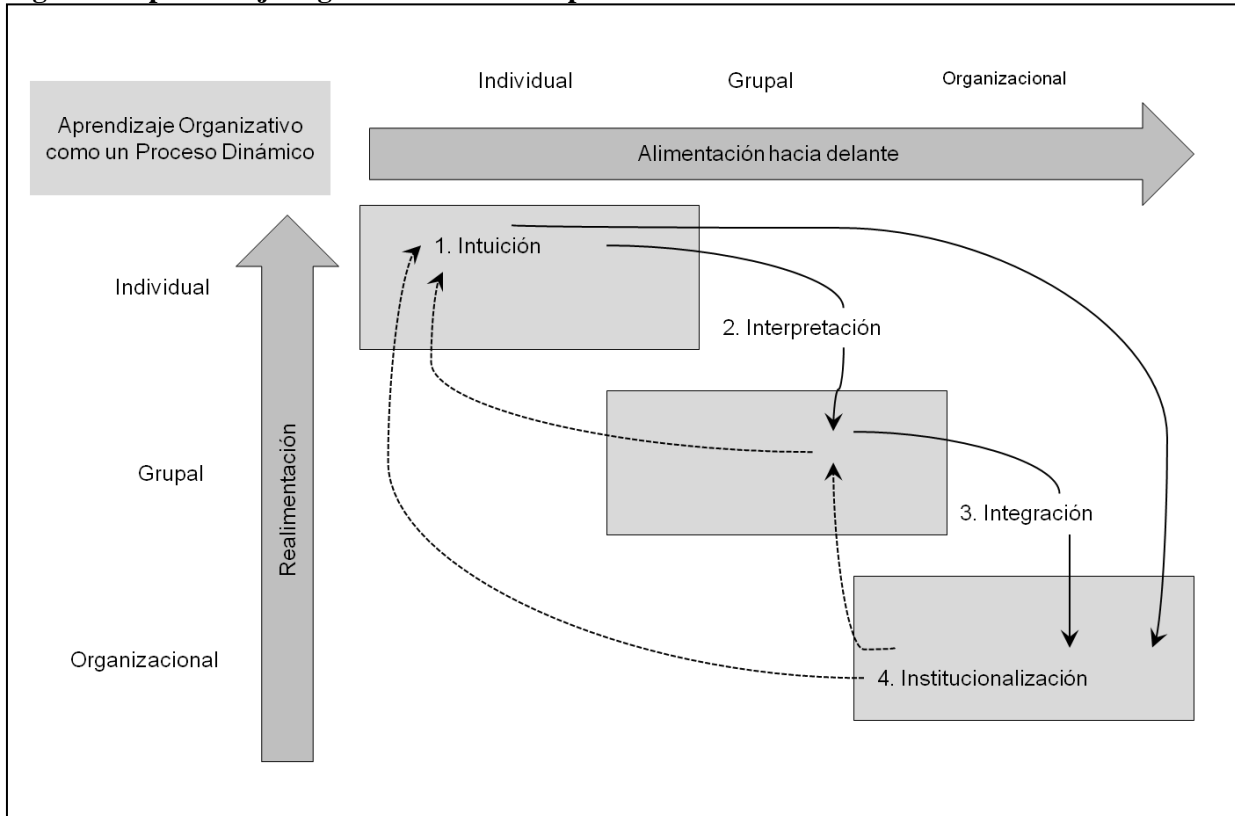 Individual
Grupal
Organizacional
Aprendizaje Organizativo
como un Proceso Dinámico
Alimentación hacia delante
1. Intuición
Individual
2. Interpretación
Realimentación
Grupal
3. Integración
Organizacional
4. Institucionalización